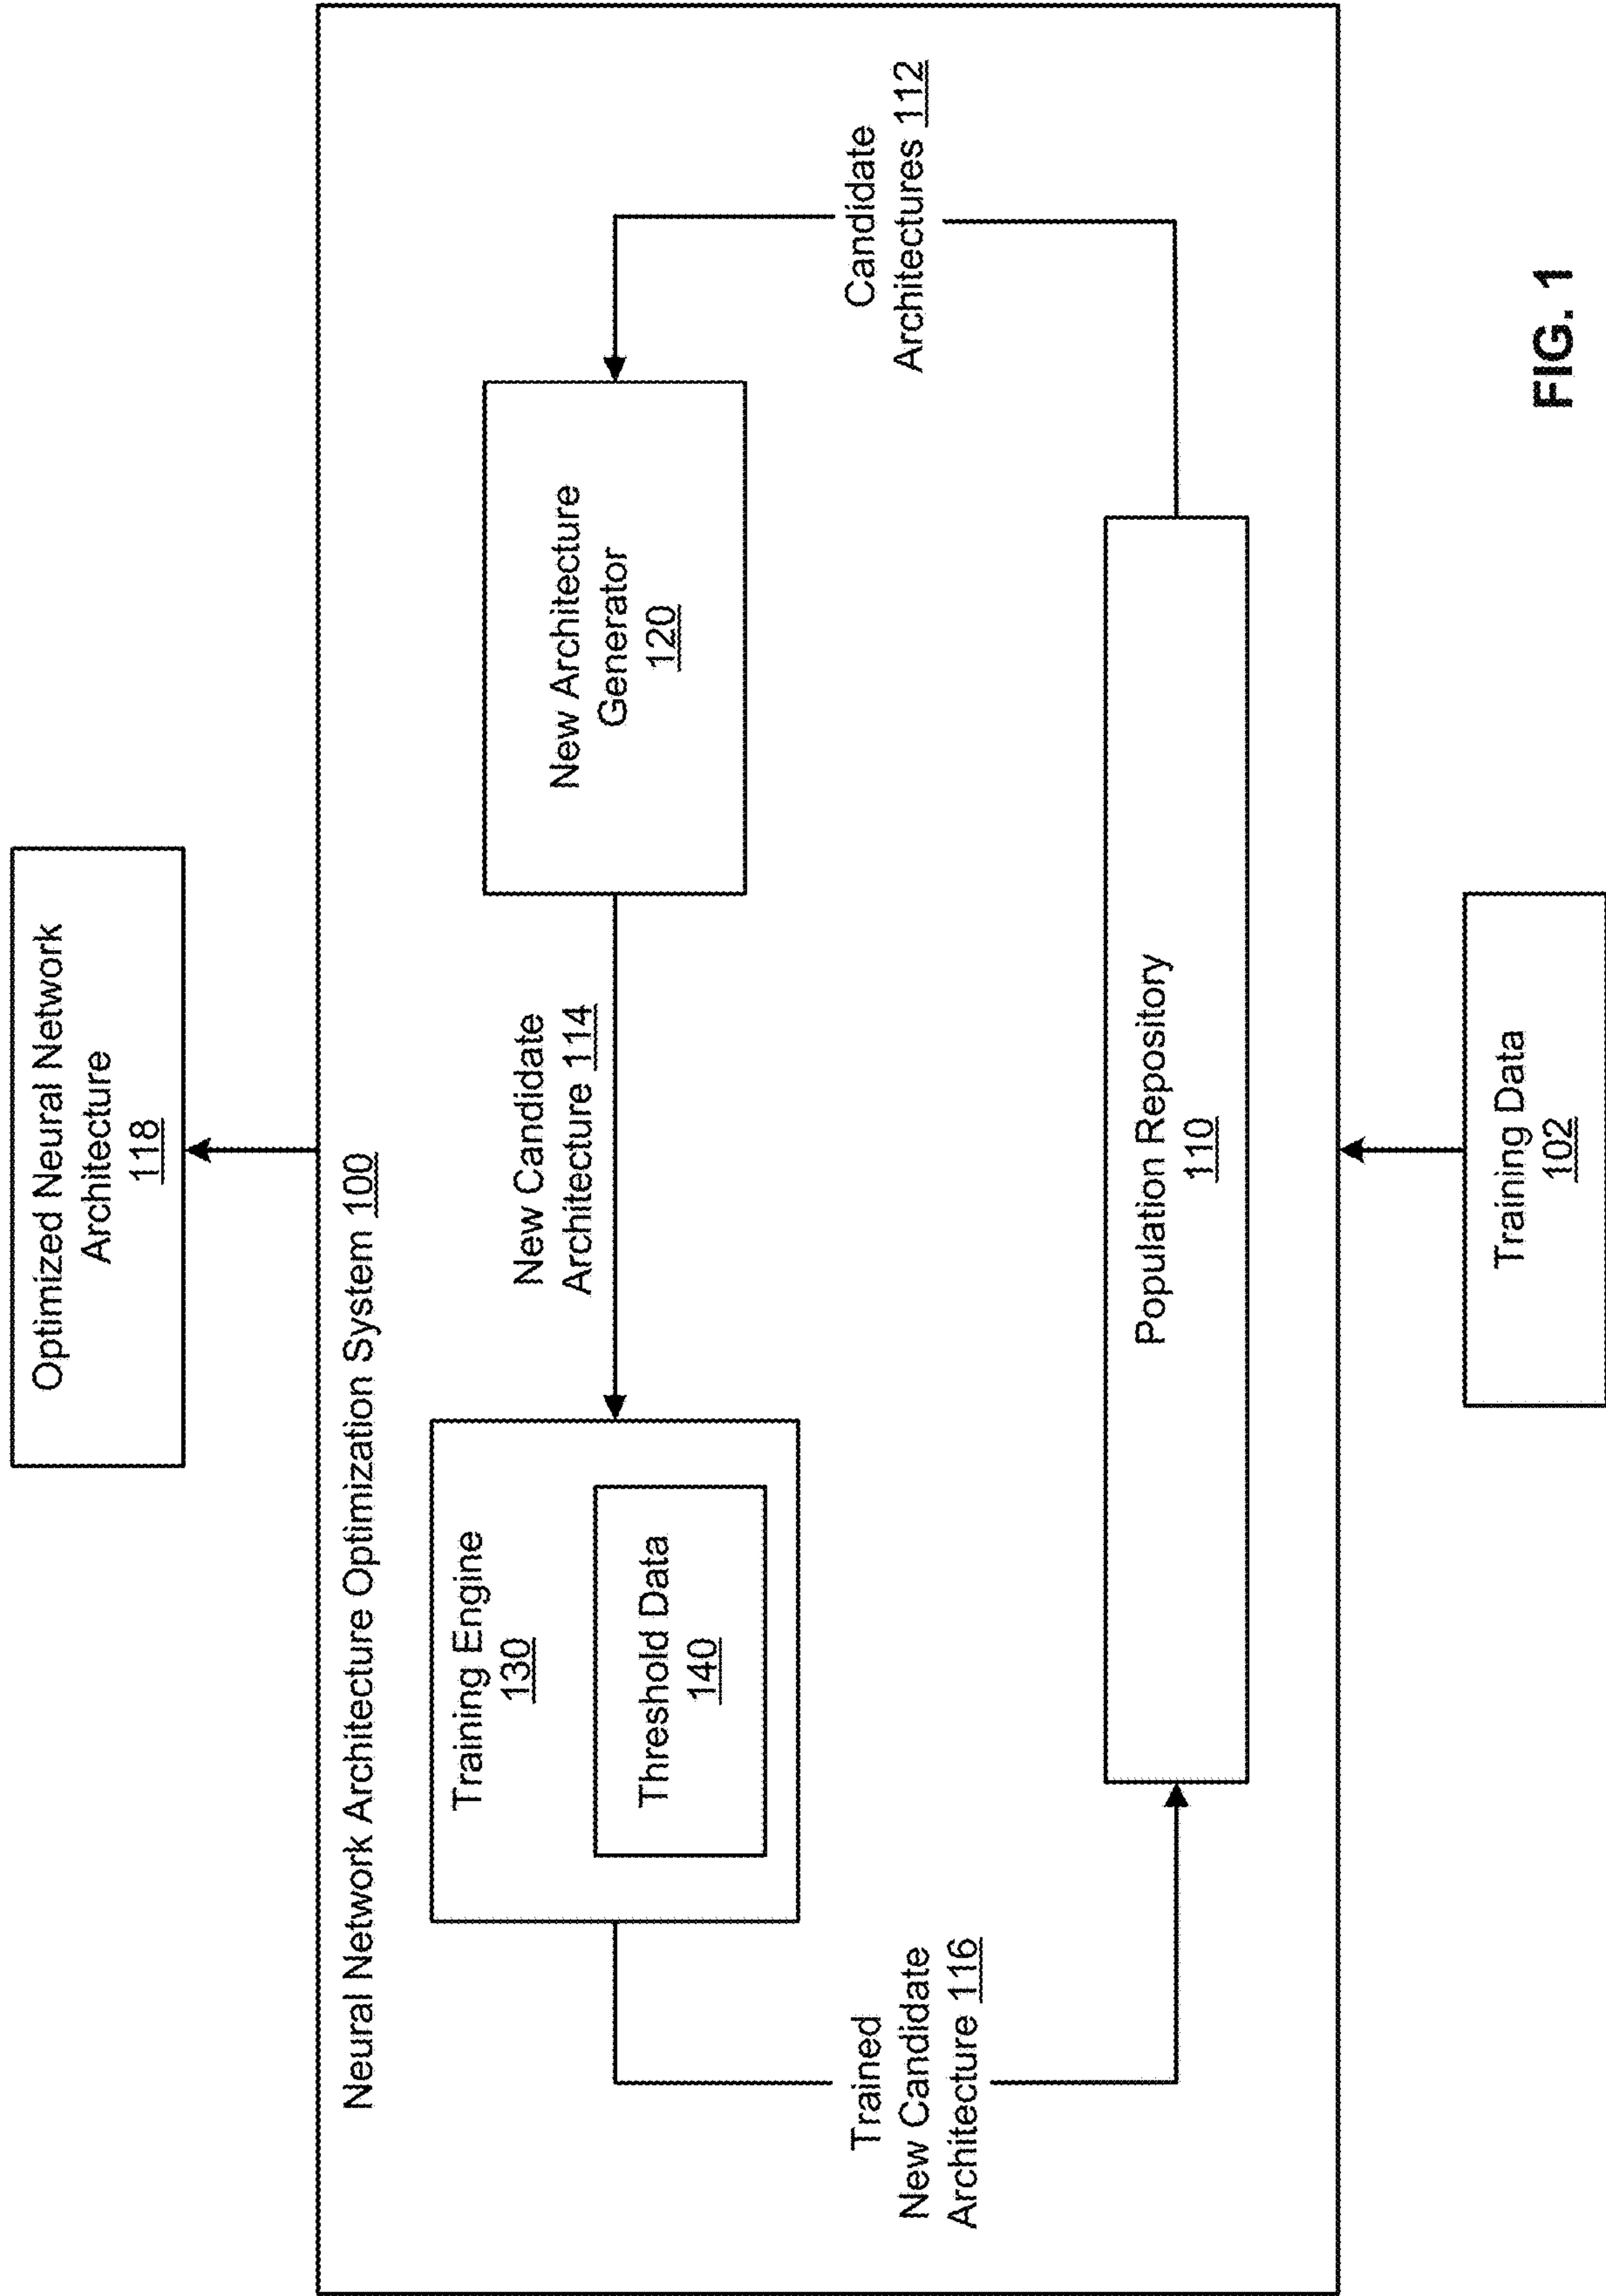 Optimized Neural Network
Architecture
118
Neural Network Architecture Optimization System 100
Training Engine
130
Threshold Data
140
New Candidate
Architecture 114
New Architecture
Generator
120
Trained
New Candidate
Architecture 116
Candidate
Architectures 112
Population Repository
110
Training Data
102
FIG. 1